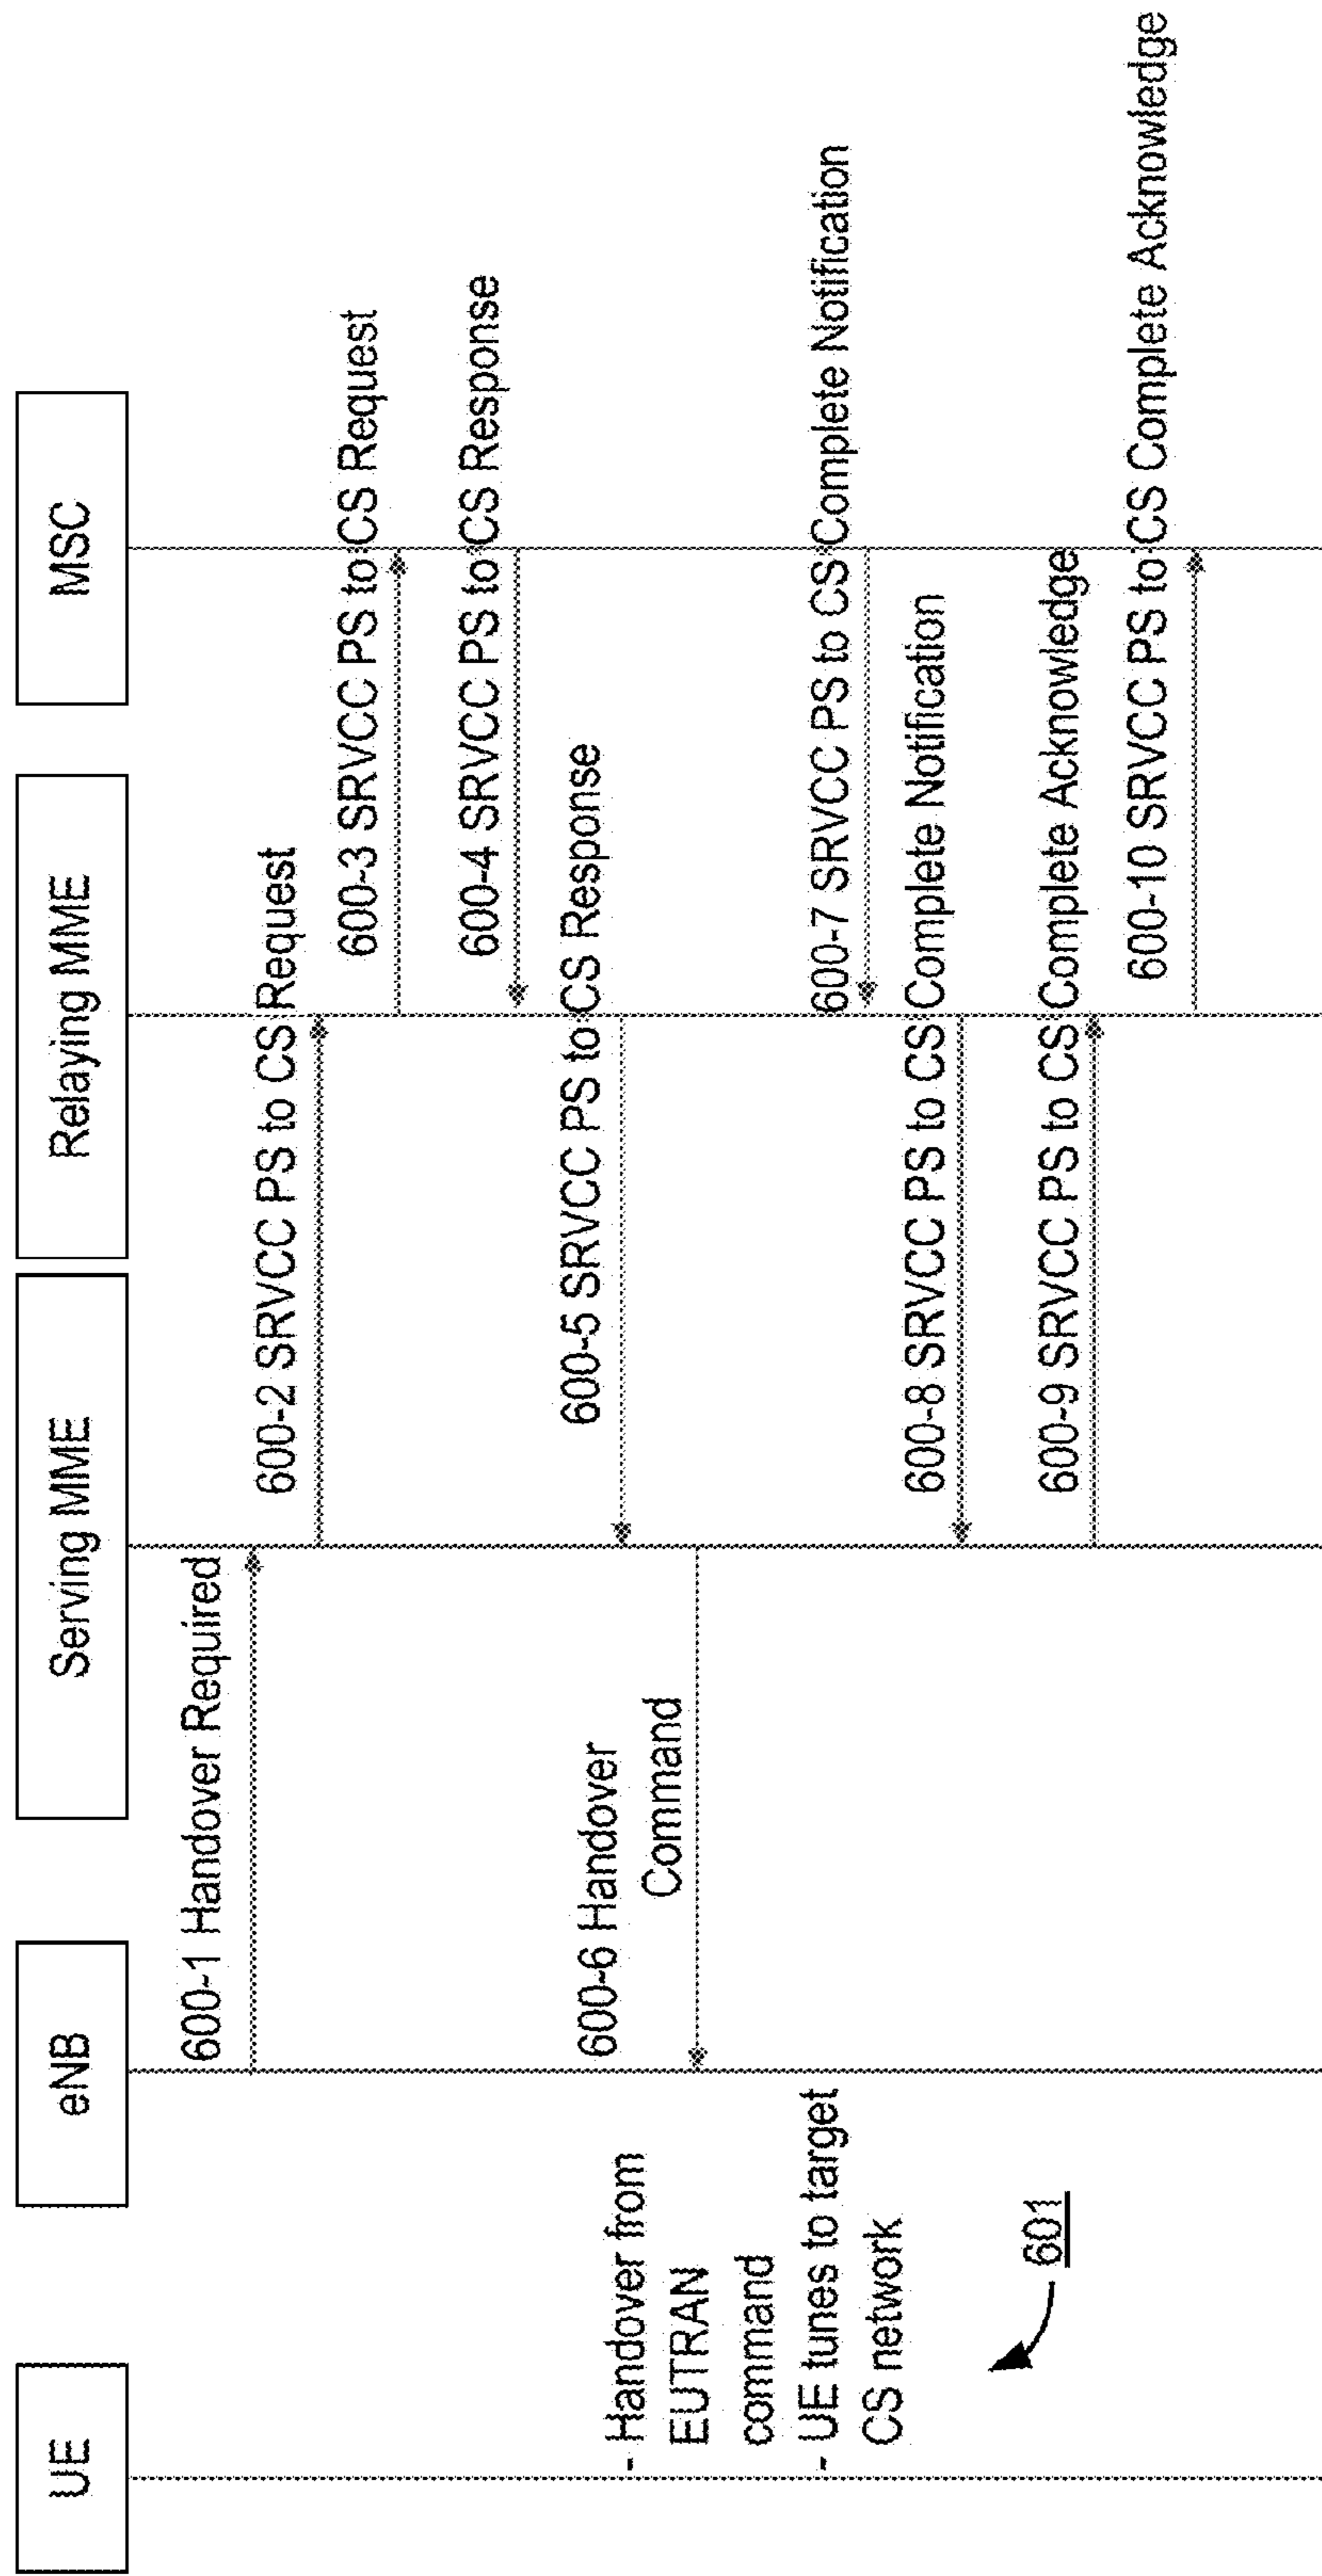 UE
eNB
Serving MME
Relaying MME
MSC
600-1 Handover Required
600-2 SRVCC PS to CS Request
600-3 SRVCC PS to CS Request
600-4 SRVCC PS to CS Response
600-5 SRVCC PS to CS Response
600-6 Handover
Command
- Handover from
EUTRAN
command
- UE tunes to target
CS network
601
600-7 SRVCC PS to CS Complete Notification
600-8 SRVCC PS to CS Complete Notification
600-9 SRVCC PS to CS Complete Acknowledge
600-10 SRVCC PS to CS Complete Acknowledge